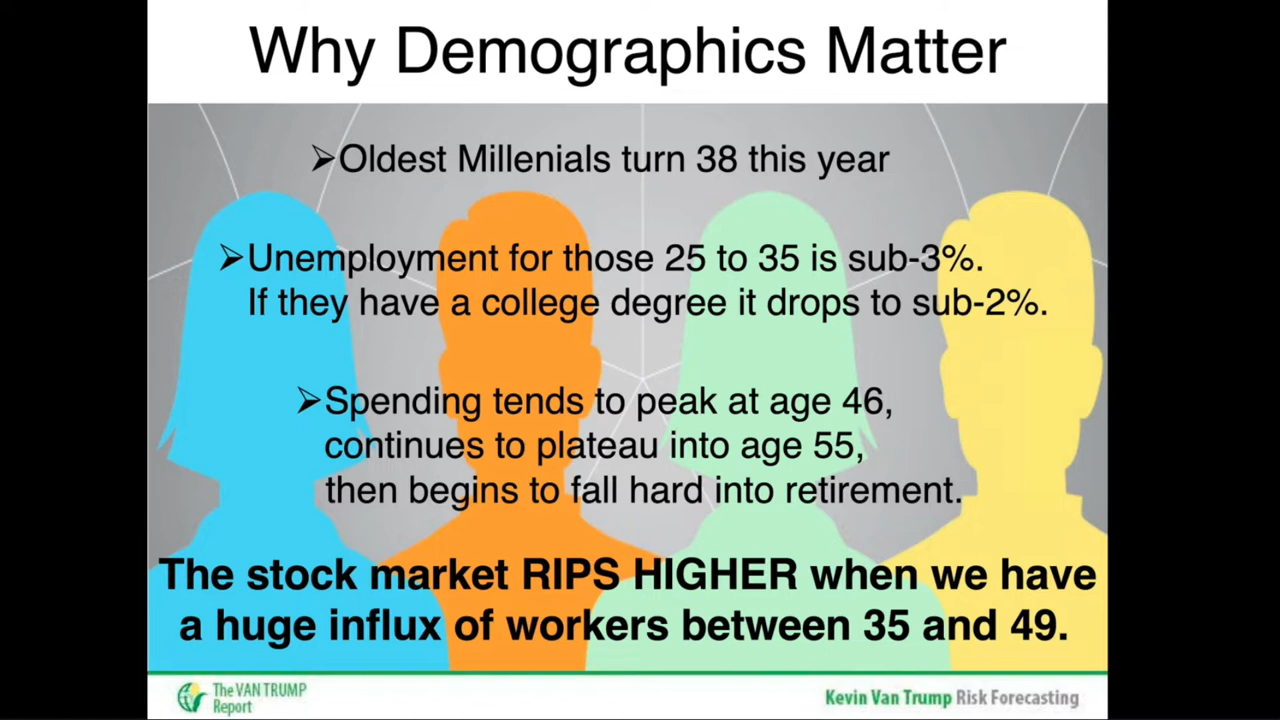 Why Demographics Matter
➢Oldest Millenials turn 38 this year
➢Unemployment for those 25 to 35 is sub-3%.
If they have a college degree it drops to sub-2%.
➢Spending tends to peak at age 46,
continues to plateau into age 55,
then begins to fall hard into retirement.
The stock market RIPS HIGHER when we have
a huge influx of workers between 35 and 49.
The VAN TRUMP
Report
Kevin Van Trump Risk Forecasting